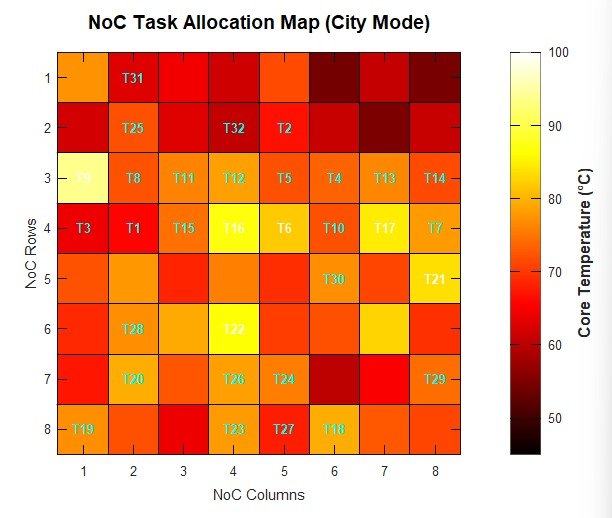 NoC Task Allocation Map (City Mode)
1 T31
2 T25 T32 T2
3 T9 T8 T11 T12 T5 T4 T13 T14
4 T3 T1 T15 T16 T6 T10 T17 T7
5 T30 T21
6 T28 T22
7 T20 T26 T24 T29
8 T19 T23 T27 T18
1 2 3 4 5 6 7 8
NoC Columns
NoC Rows
100
90
80
70
60
50
Core Temperature (°C)